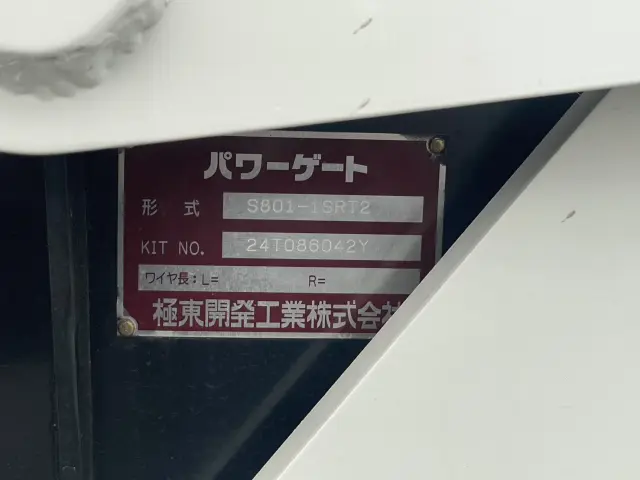 パワーゲート
形式 S801-1SRT2
KIT NO. 24T086042Y
ワイヤ長:L= R=
極東開発工業株式会